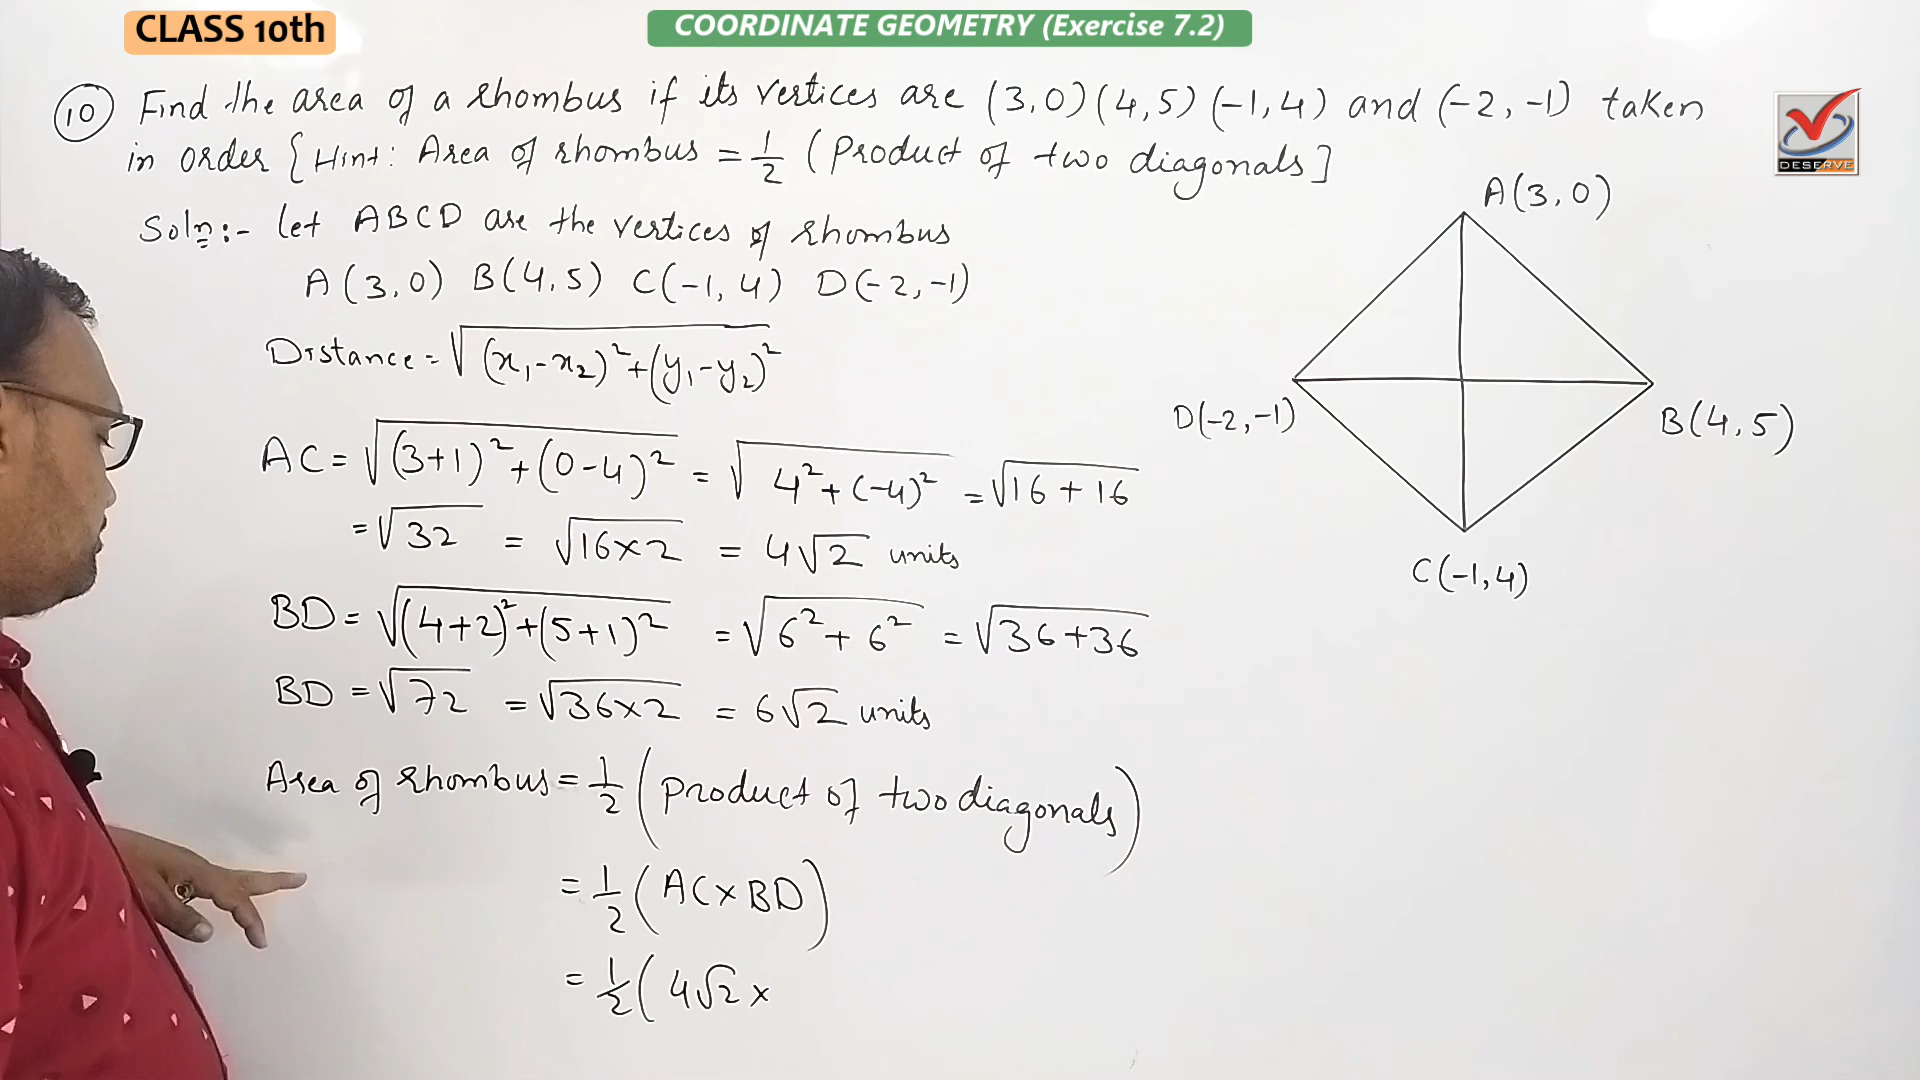 CLASS 10th
COORDINATE GEOMETRY (Exercise 7.2)
(10) Find the area of a rhombus if its vertices are (3,0)(4,5)(-1,4) and (-2,-1) taken
in order {Hint: Area of rhombus = 1/2 (Product of two diagonals]
DESERVE
Soln:- Let ABCD are the vertices of rhombus
A(3,0) B(4,5) C(-1,4) D(-2,-1)
Distance = √(x₁-x₂)²+(y₁-y₂)²
AC = √(3+1)²+(0-4)² = √4²+(-4)² = √16+16
= √32 = √16×2 = 4√2 units
BD = √(4+2)²+(5+1)² = √6²+6² = √36+36
BD = √72 = √36×2 = 6√2 units
Area of rhombus = 1/2 (Product of two diagonals)
= 1/2 (AC×BD)
= 1/2 (4√2 ×
A(3,0)
D(-2,-1)
B(4,5)
C(-1,4)